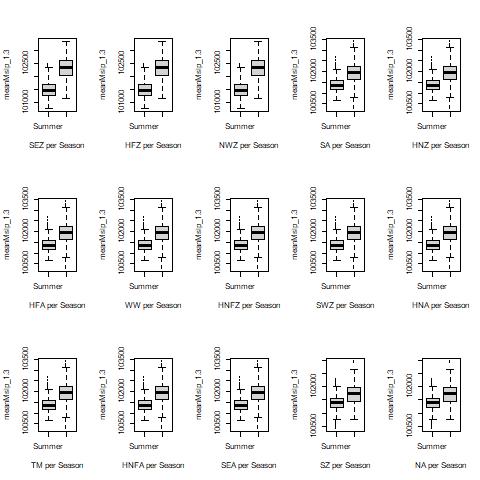 meanMslp_1.3 meanMslp_1.3 meanMslp_1.3 meanMslp_1.3 meanMslp_1.3
101000 102500 101000 102500 101000 102500 100500 102000 103500 100500 102000 103500
Summer Summer Summer Summer Summer
SEZ per Season HFZ per Season NWZ per Season SA per Season HNZ per Season
meanMslp_1.3 meanMslp_1.3 meanMslp_1.3 meanMslp_1.3 meanMslp_1.3
100500 102000 103500 100500 102000 103500 100500 102000 103500 100500 102000 103500 100500 102000 103500
Summer Summer Summer Summer Summer
HFA per Season WW per Season HNFZ per Season SWZ per Season HNA per Season
meanMslp_1.3 meanMslp_1.3 meanMslp_1.3 meanMslp_1.3 meanMslp_1.3
100500 102000 103500 100500 102000 103500 100500 102000 103500 100500 102000 100500 102000
Summer Summer Summer Summer Summer
TM per Season HNFA per Season SEA per Season SZ per Season NA per Season